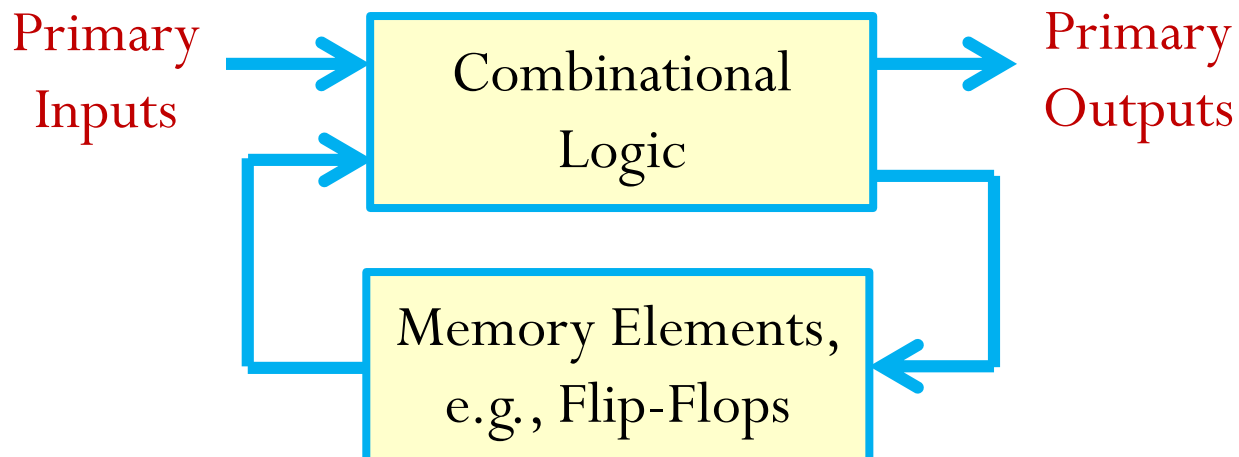 Primary
Inputs
Combinational
Logic
Primary
Outputs
Memory Elements,
e.g., Flip-Flops